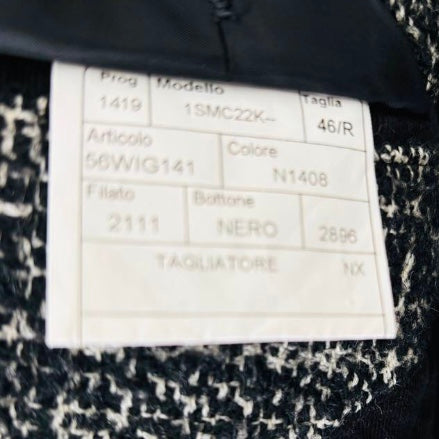 Prog Modello Taglia
1419 1SMC22K- 46/R
Articolo Colore
56WIG141 N1408
Filato Bottone
2111 NERO 2896
TAGLIATORE NX